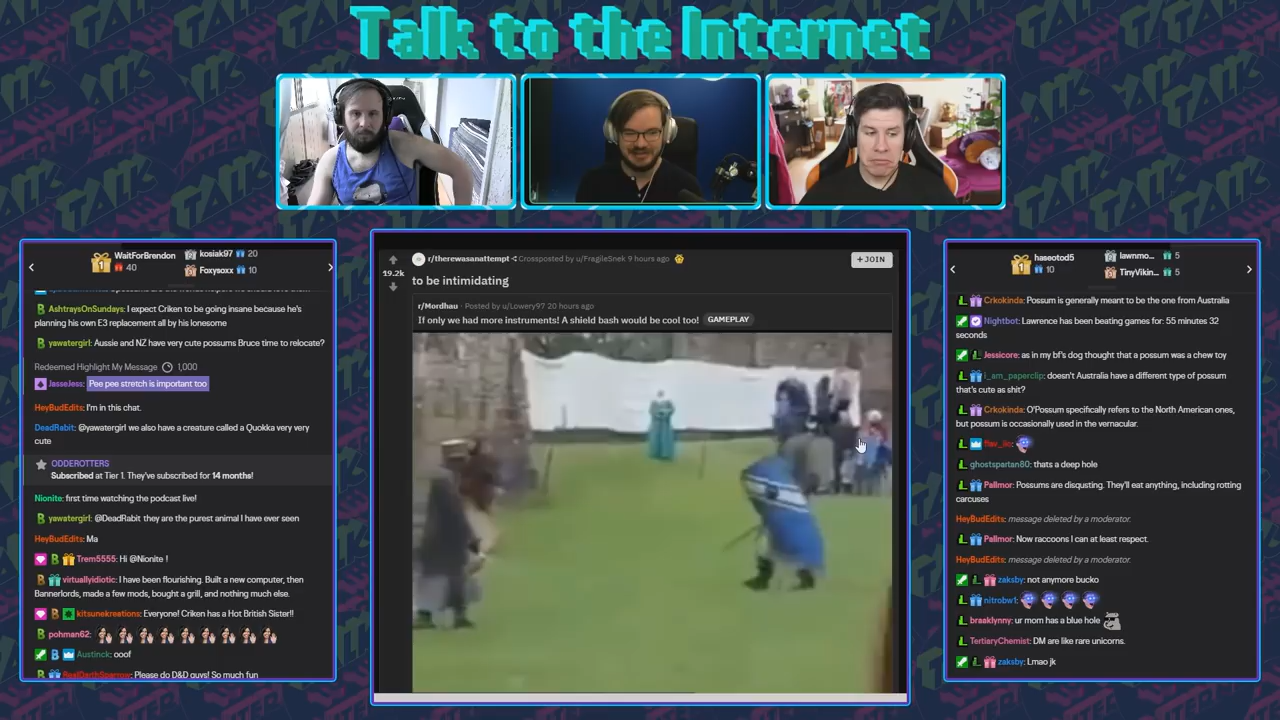 Talk to the Internet
WaitForBrendon
40
kosiak97 20
Foxysoxx 10
AshtraysOnSundays: I expect Criken to be going insane because he's
planning his own E3 replacement all by his lonesome
yawatergirl: Aussie and NZ have very cute possums Bruce time to relocate?
Redeemed Highlight My Message 1,000
JasseJess: Pee pee stretch is important too
HeyBudEdits: I'm in this chat.
DeadRabit: @yawatergirl we also have a creature called a Quokka very very
cute
ODDEROTTERS
Subscribed at Tier 1. They've subscribed for 14 months!
Nionite: first time watching the podcast live!
yawatergirl: @DeadRabit they are the purest animal I have ever seen
HeyBudEdits: Ma
Trem5555: Hi @Nionite !
virtuallyidiotic: I have been flourishing. Built a new computer, then
Bannerlords, made a few mods, bought a grill, and nothing much else.
kitsunekreations: Everyone! Criken has a Hot British Sister!!
pohman62:
Austinck: ooof
RealDarthSparrow: Please do D&D guys! So much fun
19.2k
r/therewasanattempt Crossposted by u/FragileSnek 9 hours ago
+ JOIN
to be intimidating
r/Mordhau · Posted by u/Lowery97 20 hours ago
If only we had more instruments! A shield bash would be cool too! GAMEPLAY
haseotod5
10
lawnmo... 5
TinyVikin... 5
Crkokinda: Possum is generally meant to be the one from Australia
Nightbot: Lawrence has been beating games for: 55 minutes 32
seconds
Jessicore: as in my bf's dog thought that a possum was a chew toy
i_am_paperclip: doesn't Australia have a different type of possum
that's cute as shit?
Crkokinda: O'Possum specifically refers to the North American ones,
but possum is occasionally used in the vernacular.
ghostspartan80: thats a deep hole
Pallmor: Possums are disqusting. They'll eat anything, including rotting
carcuses
HeyBudEdits: message deleted by a moderator.
Pallmor: Now raccoons I can at least respect.
HeyBudEdits: message deleted by a moderator.
zaksby: not anymore bucko
nitrobw1:
braaklynny: ur mom has a blue hole
TertiaryChemist: DM are like rare unicorns.
zaksby: Lmao jk